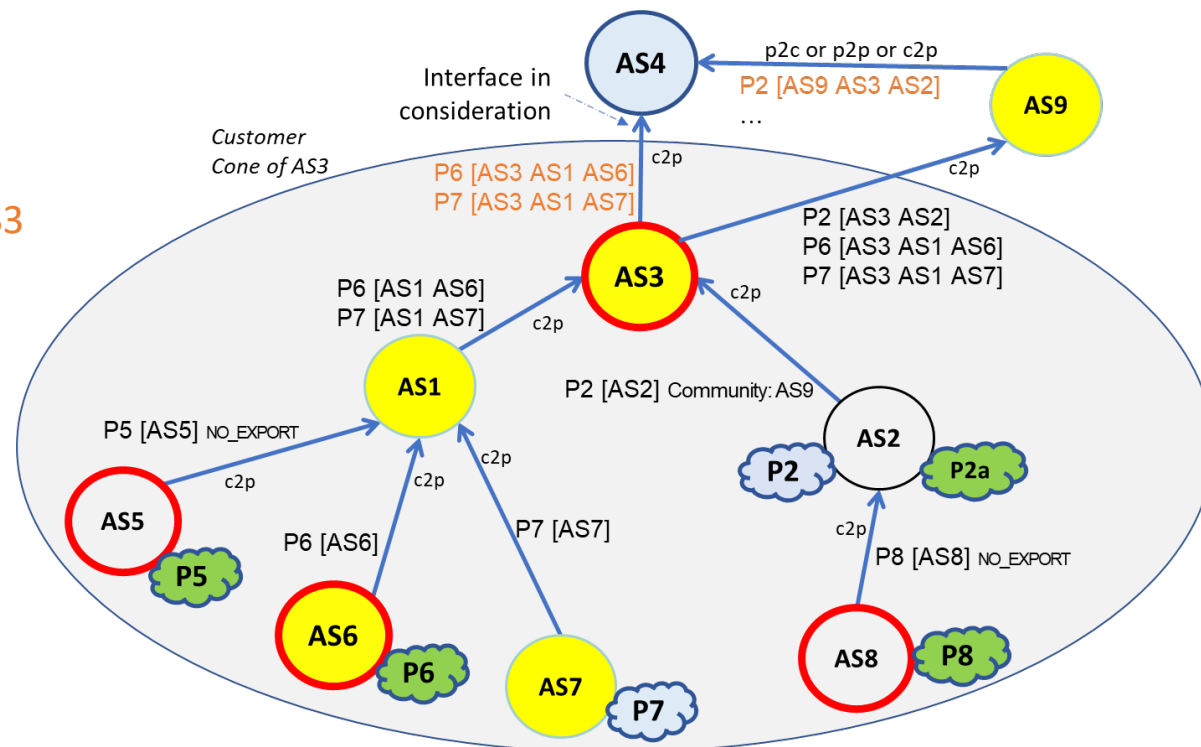 AS4
p2c or p2p or c2p
P2 [AS9 AS3 AS2]
…
AS9
Interface in
consideration
Customer
Cone of AS3
c2p
c2p
P6 [AS3 AS1 AS6]
P7 [AS3 AS1 AS7]
S3
P2 [AS3 AS2]
P6 [AS3 AS1 AS6]
P7 [AS3 AS1 AS7]
AS3
P6 [AS1 AS6]
P7 [AS1 AS7]
c2p
c2p
AS1
P2 [AS2] Community: AS9
P5 [AS5] NO_EXPORT
c2p
c2p
c2p
AS2
P2
P2a
AS5
P5
P6 [AS6]
P7 [AS7]
c2p
P8 [AS8] NO_EXPORT
AS6
P6
AS7
P7
AS8
P8